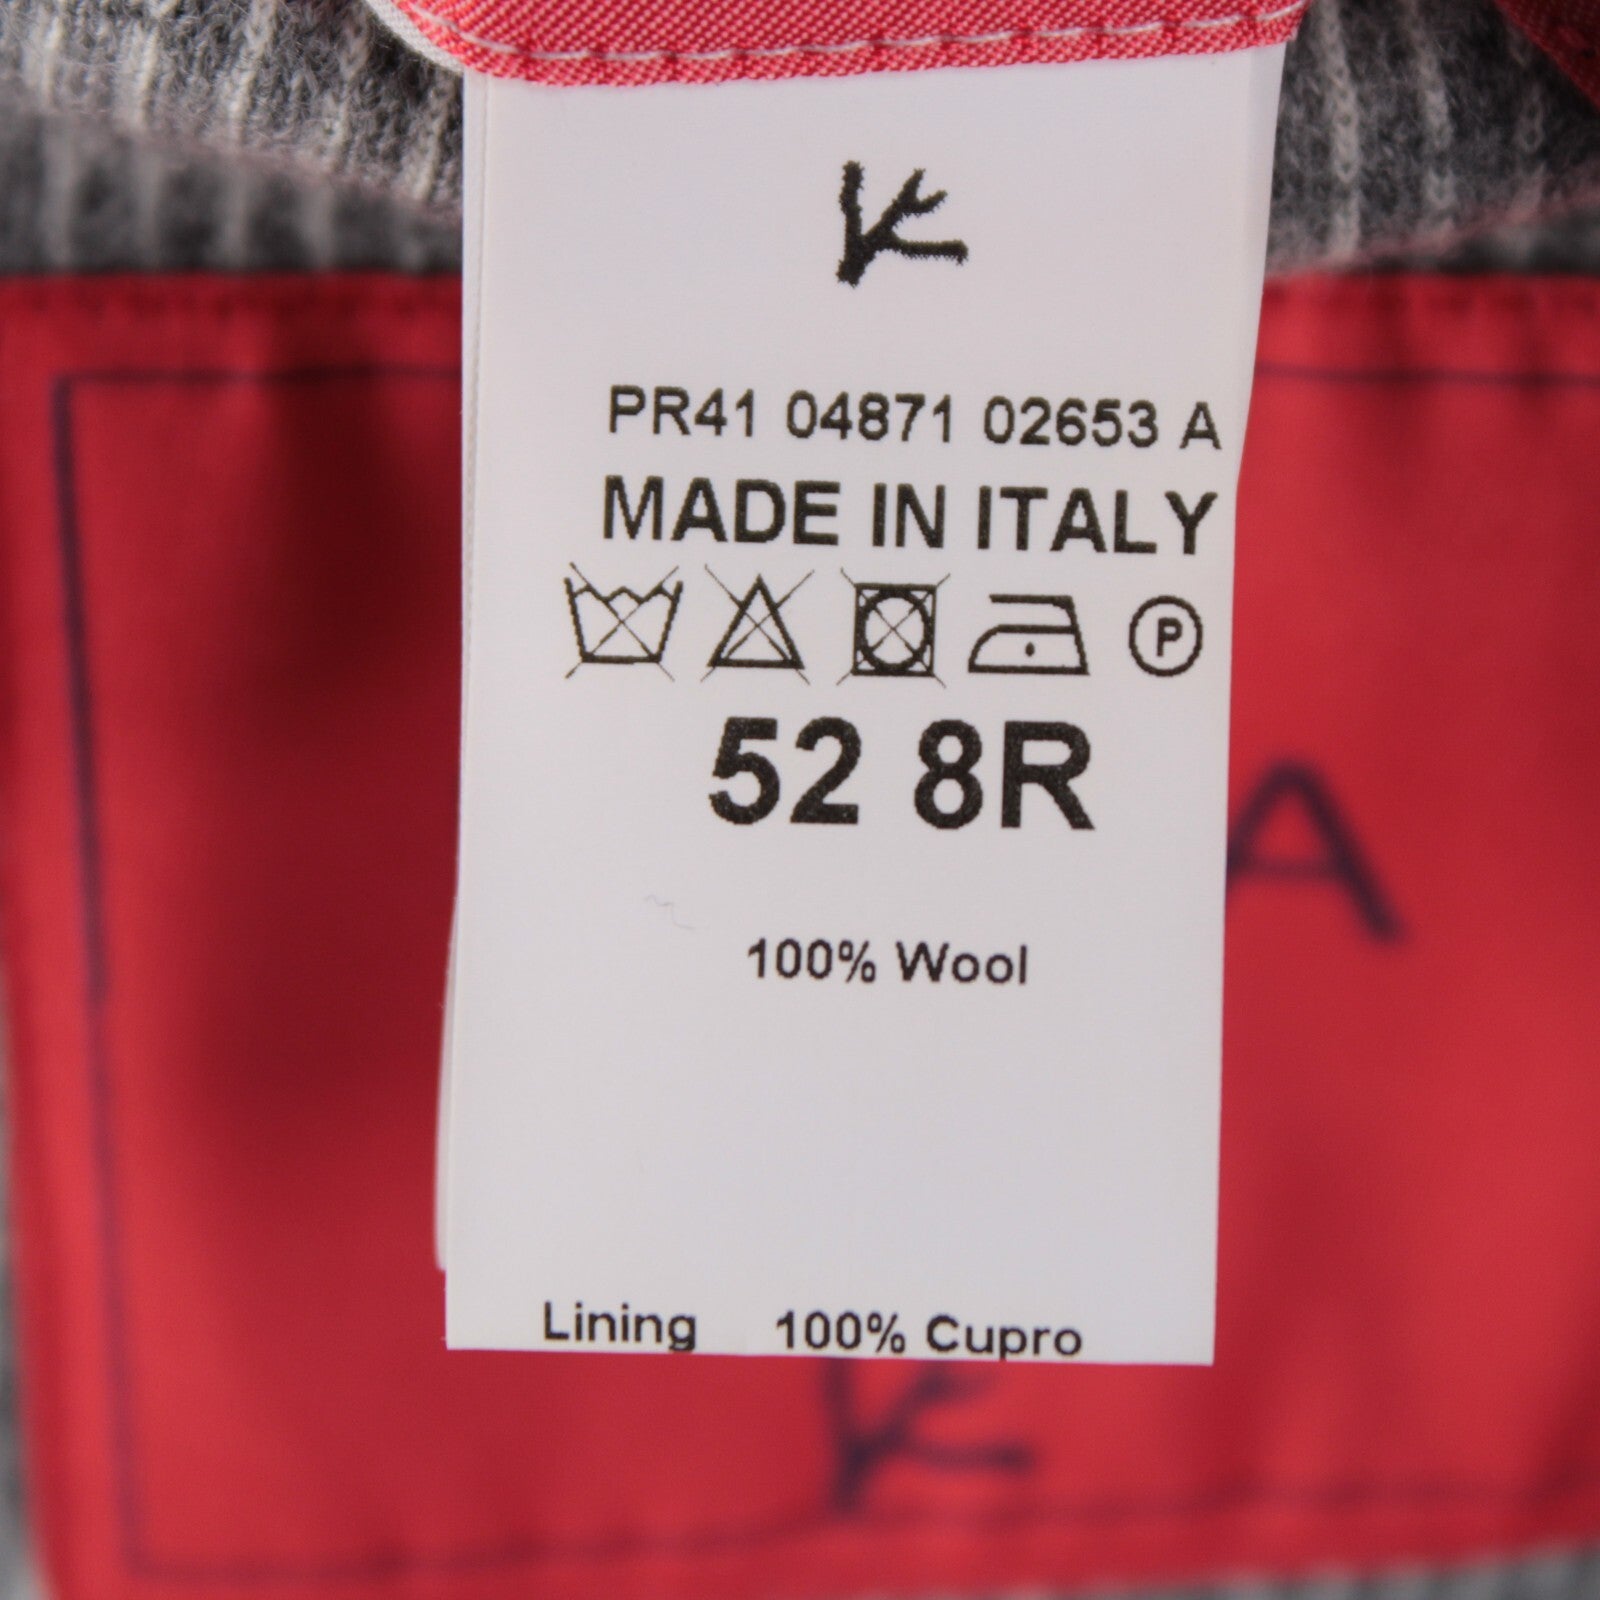 PR41 04871 02653 A
MADE IN ITALY
P
52 8R
A
100% Wool
Lining 100% Cupro